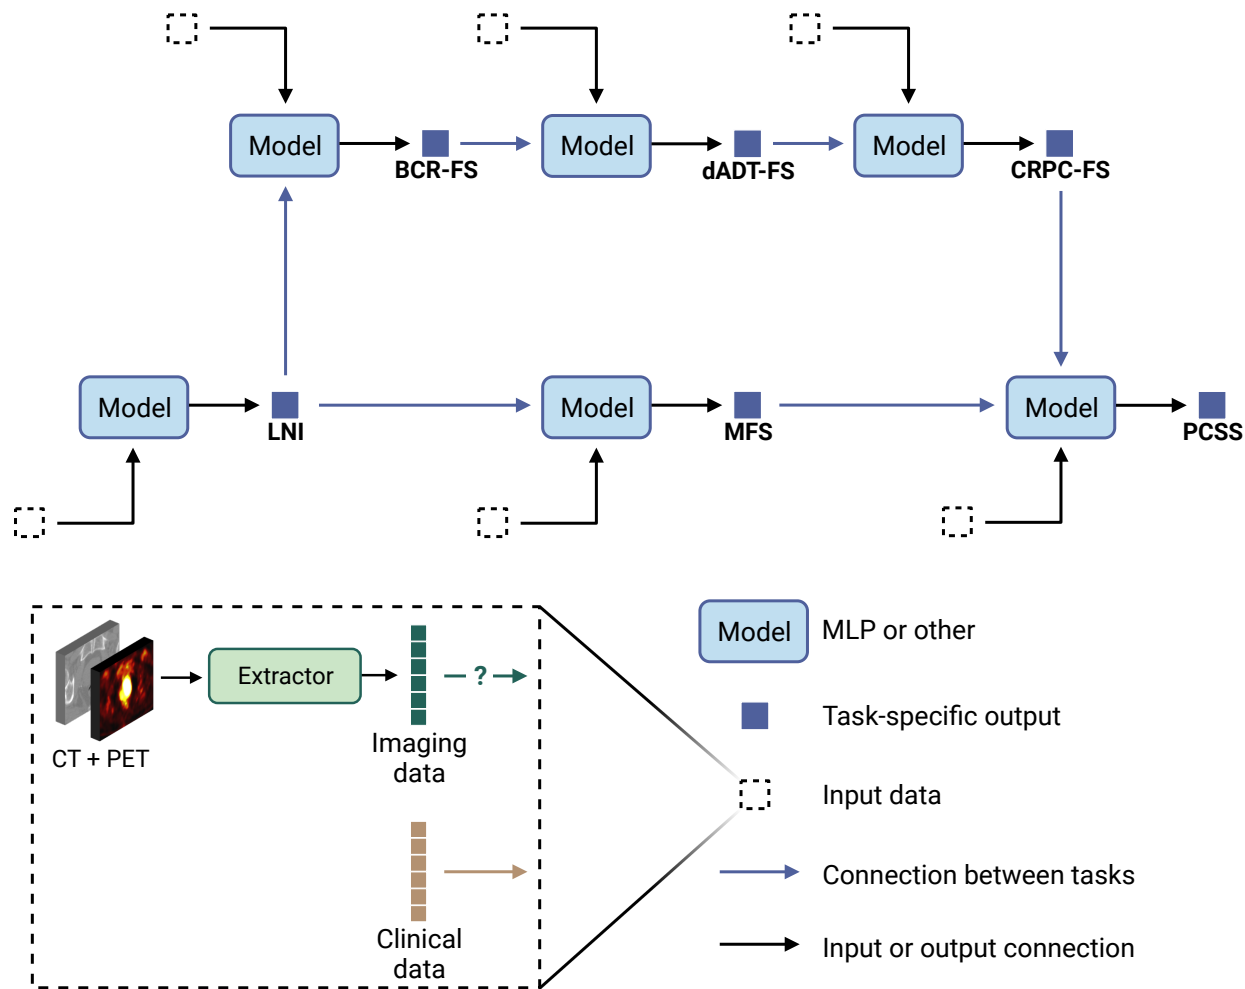 Model
BCR-FS
Model
dADT-FS
Model
CRPC-FS
Model
LNI
Model
MFS
Model
PCSS
CT + PET
Extractor
?
Imaging
data
Clinical
data
Model
MLP or other
Task-specific output
Input data
Connection between tasks
Input or output connection